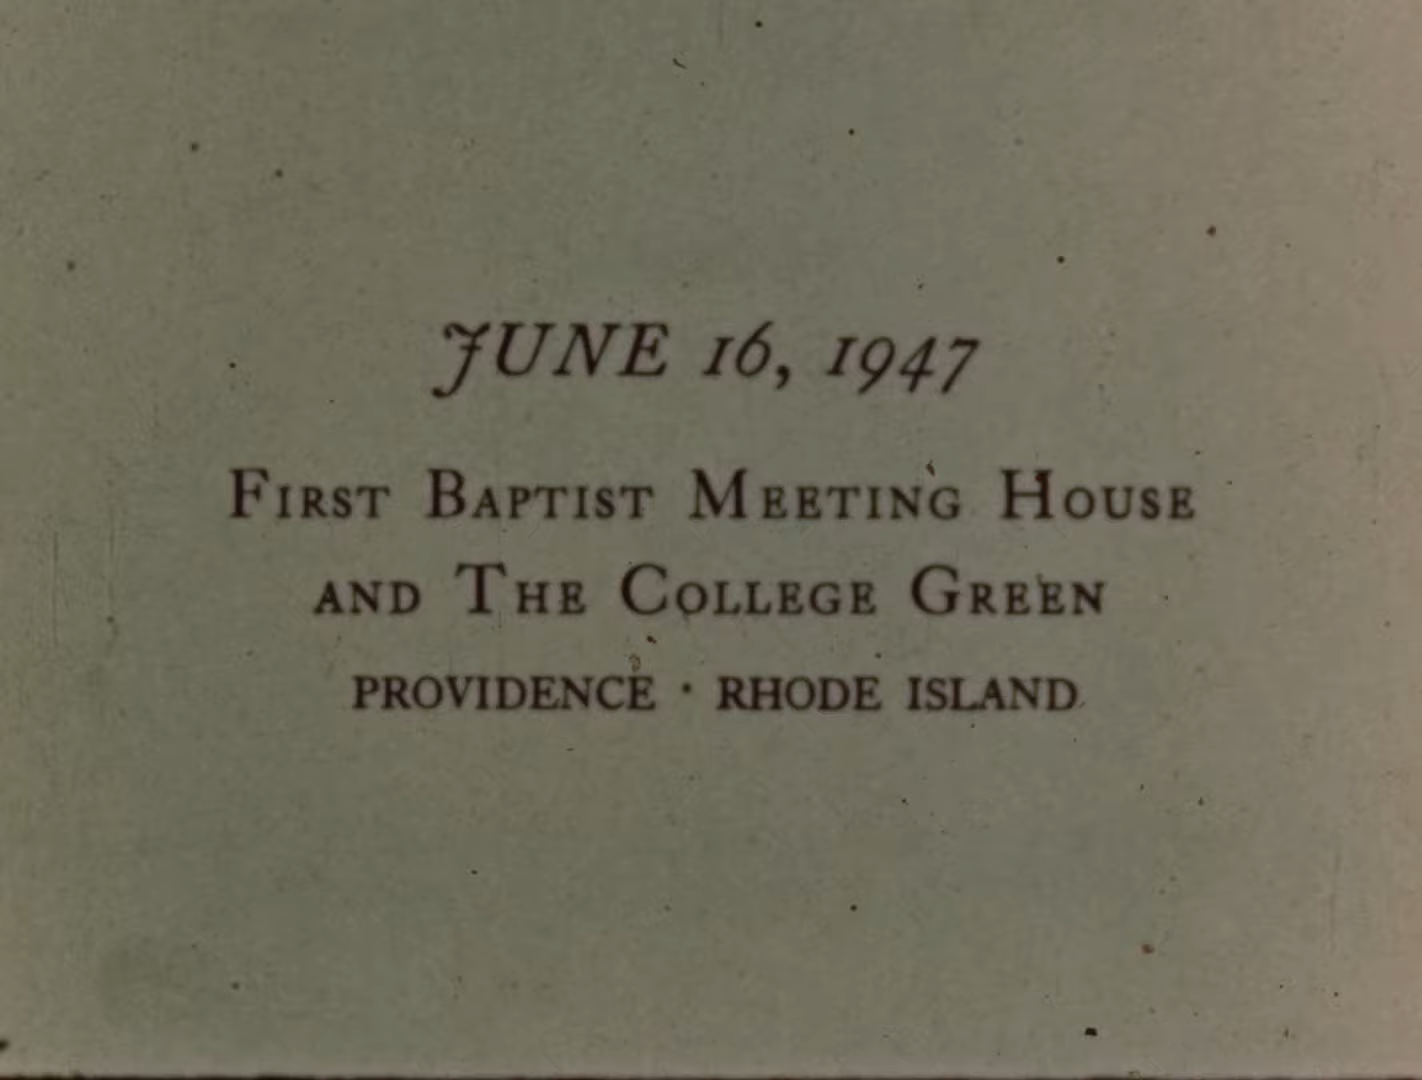 JUNE 16, 1947
First Baptist Meeting House
and The College Green
PROVIDENCE · RHODE ISLAND